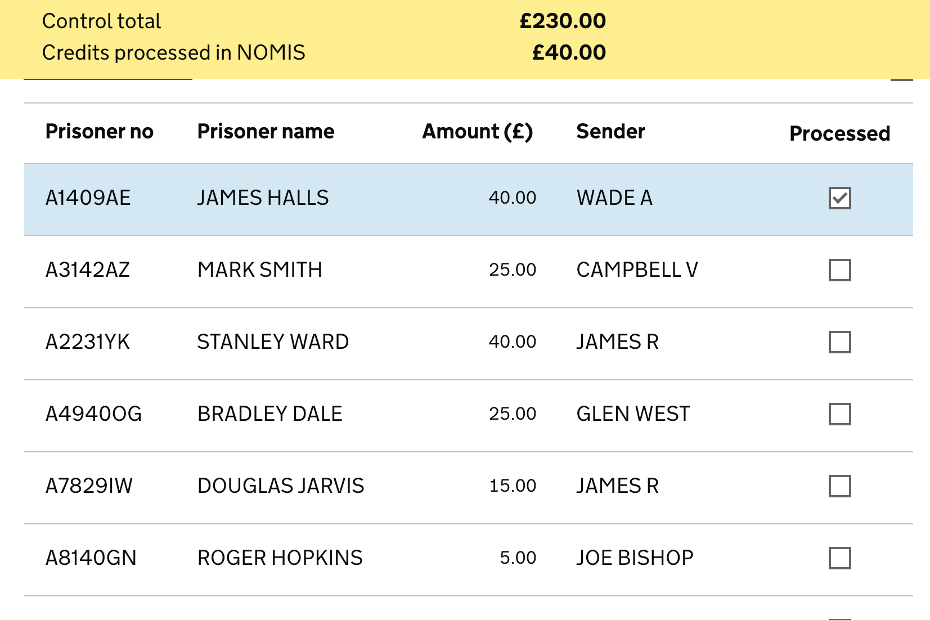 Control total £230.00
Credits processed in NOMIS £40.00
Prisoner no Prisoner name Amount (£) Sender Processed
A1409AE JAMES HALLS 40.00 WADE A
A3142AZ MARK SMITH 25.00 CAMPBELL V
A2231YK STANLEY WARD 40.00 JAMES R
A4940OG BRADLEY DALE 25.00 GLEN WEST
A7829IW DOUGLAS JARVIS 15.00 JAMES R
A8140GN ROGER HOPKINS 5.00 JOE BISHOP